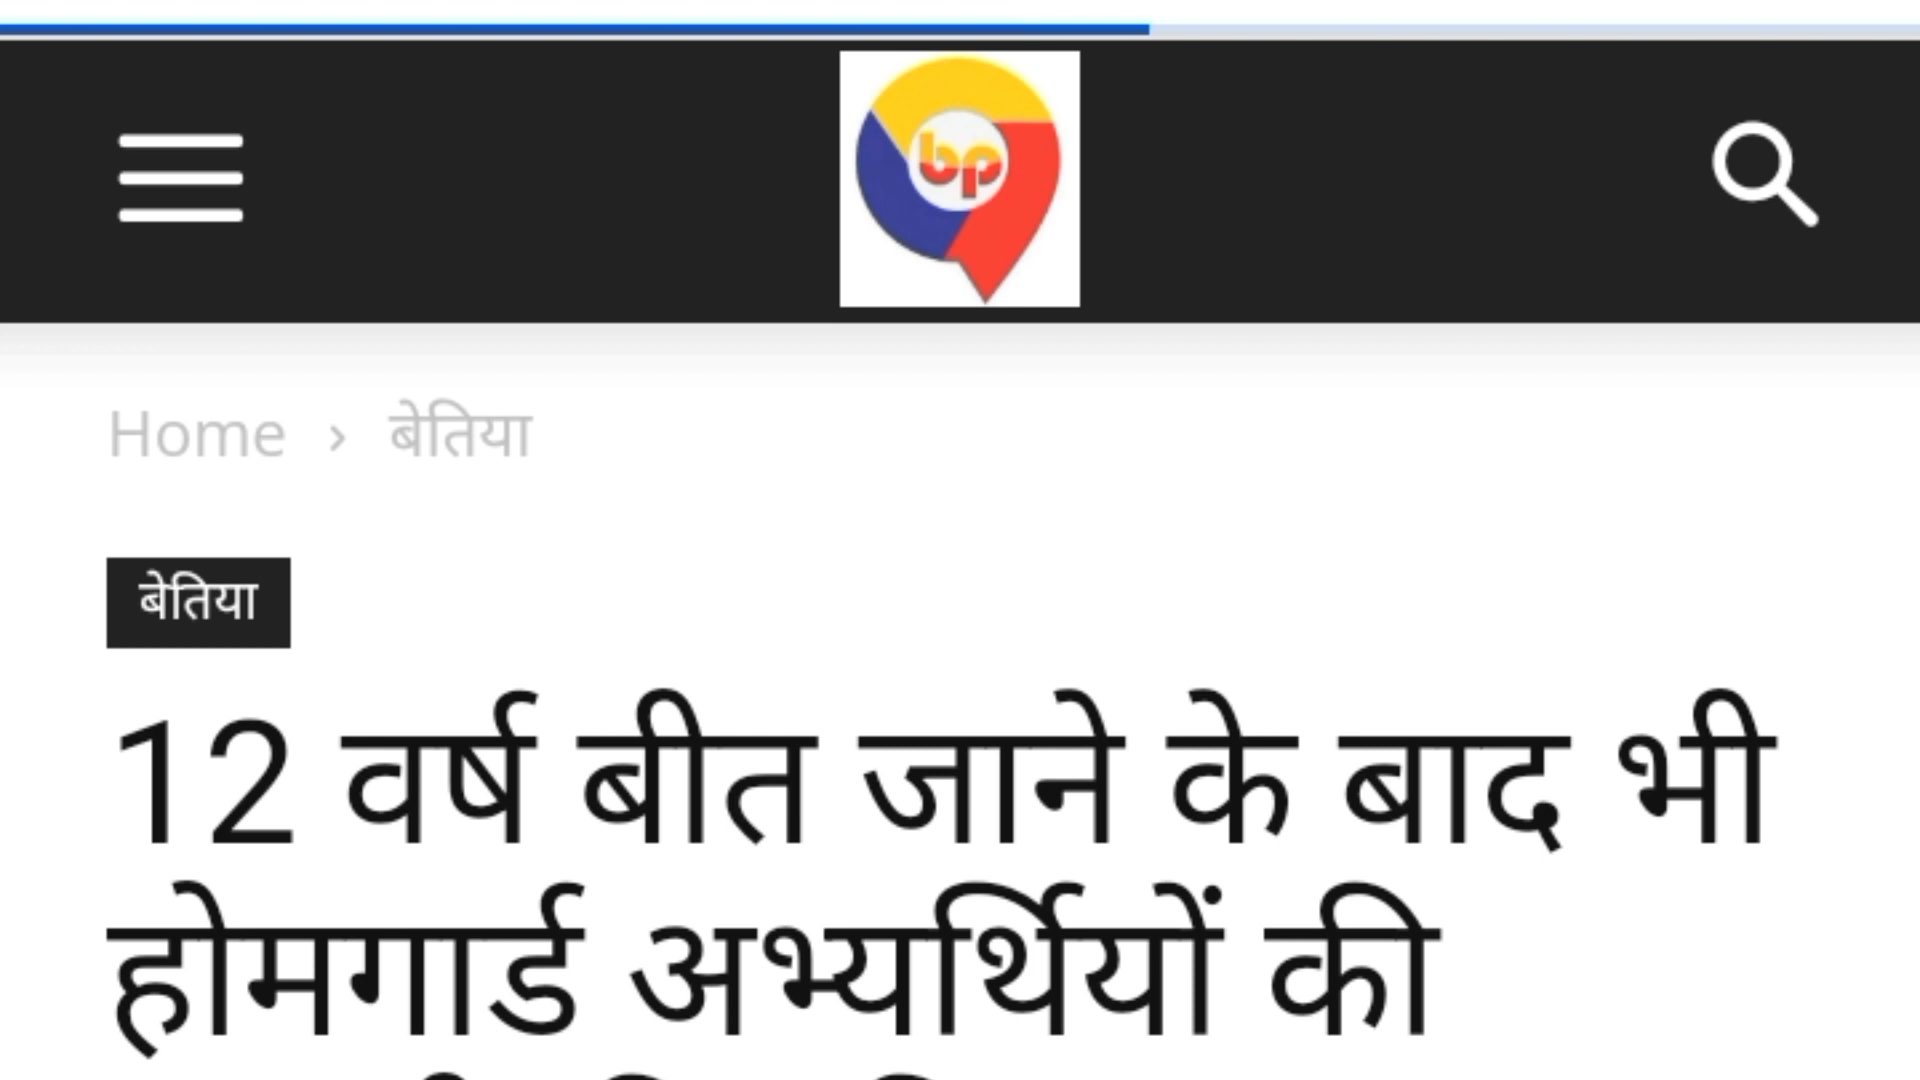 bp
Home › बेतिया
बेतिया
12 वर्ष बीत जाने के बाद भी
होमगार्ड अभ्यर्थियों की